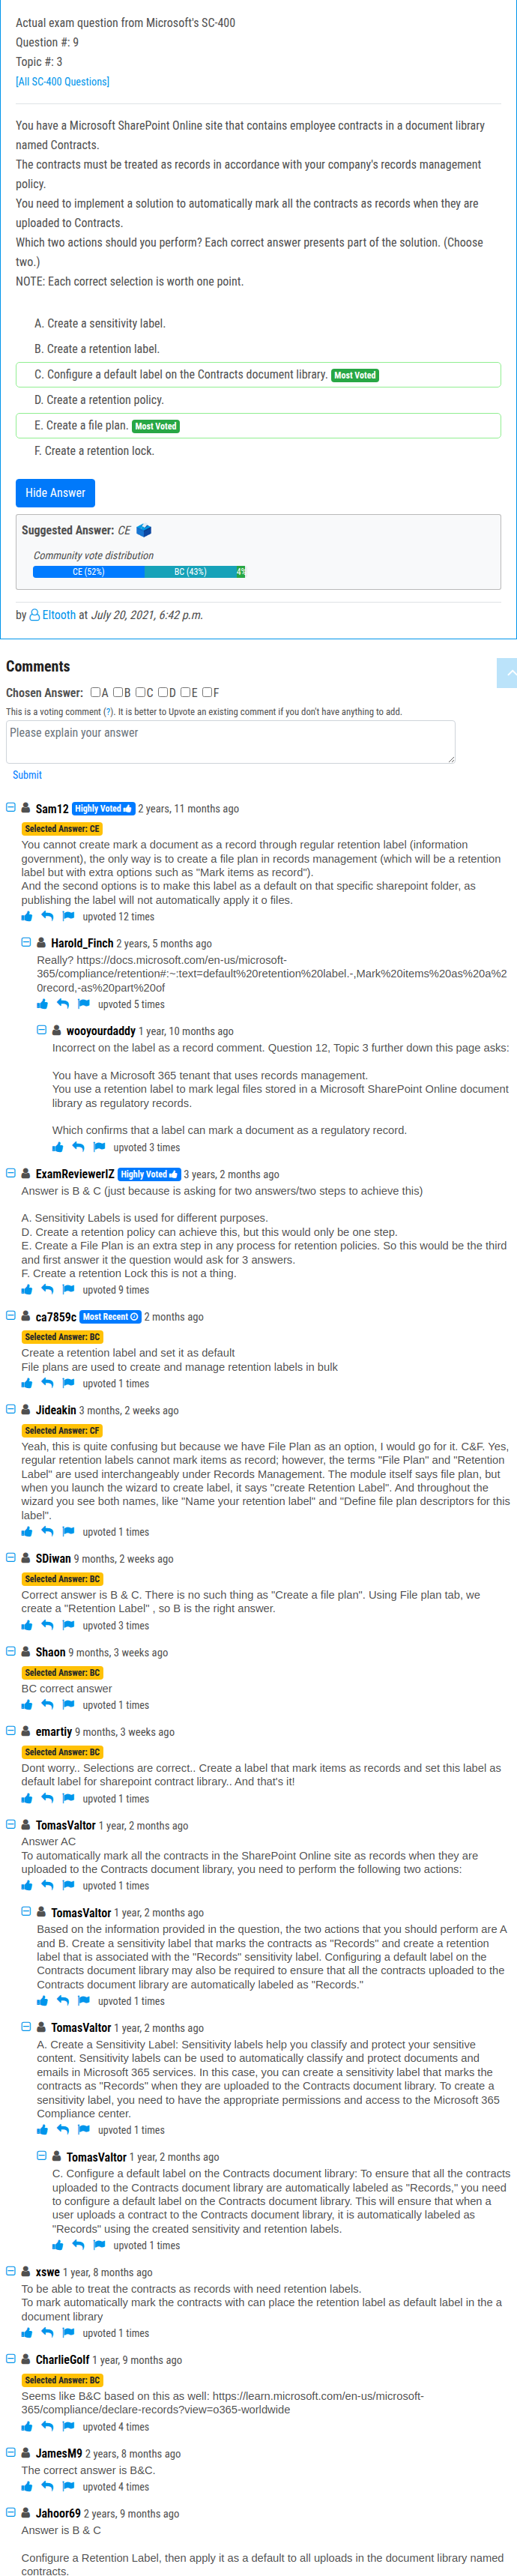 Actual exam question from Microsoft's SC-400
Question #: 9
Topic #: 3
[All SC-400 Questions]
You have a Microsoft SharePoint Online site that contains employee contracts in a document library
named Contracts.
The contracts must be treated as records in accordance with your company's records management
policy.
You need to implement a solution to automatically mark all the contracts as records when they are
uploaded to Contracts.
Which two actions should you perform? Each correct answer presents part of the solution. (Choose
two.)
NOTE: Each correct selection is worth one point.
A. Create a sensitivity label.
B. Create a retention label.
C. Configure a default label on the Contracts document library. Most Voted
D. Create a retention policy.
E. Create a file plan. Most Voted
F. Create a retention lock.
Hide Answer
Suggested Answer: CE
Community vote distribution
CE (52%) BC (43%) 4%
by Eltooth at July 20, 2021, 6:42 p.m.
Comments
Chosen Answer: A B C D E F
This is a voting comment (?). It is better to Upvote an existing comment if you don't have anything to add.
Please explain your answer
Submit
Sam12 Highly Voted 2 years, 11 months ago
Selected Answer: CE
You cannot create mark a document as a record through regular retention label (information
government), the only way is to create a file plan in records management (which will be a retention
label but with extra options such as "Mark items as record").
And the second options is to make this label as a default on that specific sharepoint folder, as
publishing the label will not automatically apply it o files.
upvoted 12 times
Harold_Finch 2 years, 5 months ago
Really? https://docs.microsoft.com/en-us/microsoft-
365/compliance/retention#:~:text=default%20retention%20label.-,Mark%20items%20as%20a%2
0record,-as%20part%20of
upvoted 5 times
wooyourdaddy 1 year, 10 months ago
Incorrect on the label as a record comment. Question 12, Topic 3 further down this page asks:
You have a Microsoft 365 tenant that uses records management.
You use a retention label to mark legal files stored in a Microsoft SharePoint Online document
library as regulatory records.
Which confirms that a label can mark a document as a regulatory record.
upvoted 3 times
ExamReviewerIZ Highly Voted 3 years, 2 months ago
Answer is B & C (just because is asking for two answers/two steps to achieve this)
A. Sensitivity Labels is used for different purposes.
D. Create a retention policy can achieve this, but this would only be one step.
E. Create a File Plan is an extra step in any process for retention policies. So this would be the third
and first answer it the question would ask for 3 answers.
F. Create a retention Lock this is not a thing.
upvoted 9 times
ca7859c Most Recent 2 months ago
Selected Answer: BC
Create a retention label and set it as default
File plans are used to create and manage retention labels in bulk
upvoted 1 times
Jideakin 3 months, 2 weeks ago
Selected Answer: CF
Yeah, this is quite confusing but because we have File Plan as an option, I would go for it. C&F. Yes,
regular retention labels cannot mark items as record; however, the terms "File Plan" and "Retention
Label" are used interchangeably under Records Management. The module itself says file plan, but
when you launch the wizard to create label, it says "create Retention Label". And throughout the
wizard you see both names, like "Name your retention label" and "Define file plan descriptors for this
label".
upvoted 1 times
SDiwan 9 months, 2 weeks ago
Selected Answer: BC
Correct answer is B & C. There is no such thing as "Create a file plan". Using File plan tab, we
create a "Retention Label" , so B is the right answer.
upvoted 3 times
Shaon 9 months, 3 weeks ago
Selected Answer: BC
BC correct answer
upvoted 1 times
emartiy 9 months, 3 weeks ago
Selected Answer: BC
Dont worry.. Selections are correct.. Create a label that mark items as records and set this label as
default label for sharepoint contract library.. And that's it!
upvoted 1 times
TomasValtor 1 year, 2 months ago
Answer AC
To automatically mark all the contracts in the SharePoint Online site as records when they are
uploaded to the Contracts document library, you need to perform the following two actions:
upvoted 1 times
TomasValtor 1 year, 2 months ago
Based on the information provided in the question, the two actions that you should perform are A
and B. Create a sensitivity label that marks the contracts as "Records" and create a retention
label that is associated with the "Records" sensitivity label. Configuring a default label on the
Contracts document library may also be required to ensure that all the contracts uploaded to the
Contracts document library are automatically labeled as "Records."
upvoted 1 times
TomasValtor 1 year, 2 months ago
A. Create a Sensitivity Label: Sensitivity labels help you classify and protect your sensitive
content. Sensitivity labels can be used to automatically classify and protect documents and
emails in Microsoft 365 services. In this case, you can create a sensitivity label that marks the
contracts as "Records" when they are uploaded to the Contracts document library. To create a
sensitivity label, you need to have the appropriate permissions and access to the Microsoft 365
Compliance center.
upvoted 1 times
TomasValtor 1 year, 2 months ago
C. Configure a default label on the Contracts document library: To ensure that all the contracts
uploaded to the Contracts document library are automatically labeled as "Records," you need
to configure a default label on the Contracts document library. This will ensure that when a
user uploads a contract to the Contracts document library, it is automatically labeled as
"Records" using the created sensitivity and retention labels.
upvoted 1 times
xswe 1 year, 8 months ago
To be able to treat the contracts as records with need retention labels.
To mark automatically mark the contracts with can place the retention label as default label in the a
document library
upvoted 1 times
CharlieGolf 1 year, 9 months ago
Selected Answer: BC
Seems like B&C based on this as well: https://learn.microsoft.com/en-us/microsoft-
365/compliance/declare-records?view=o365-worldwide
upvoted 4 times
JamesM9 2 years, 8 months ago
The correct answer is B&C.
upvoted 4 times
Jahoor69 2 years, 9 months ago
Answer is B & C
Configure a Retention Label, then apply it as a default to all uploads in the document library named
contracts.